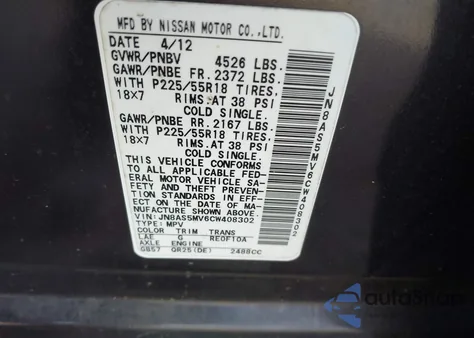 MFD BY NISSAN MOTOR CO.,LTD.
DATE 4/12
GVWR/PNBV 4526 LBS.
GAWR/PNBE FR. 2372 LBS.
WITH P225/55R18 TIRES.
18X7 RIMS.AT 38 PSI
COLD SINGLE.
GAWR/PNBE RR. 2167 LBS.
WITH P225/55R18 TIRES.
18X7 RIMS.AT 38 PSI
COLD SINGLE.
THIS VEHICLE CONFORMS
TO ALL APPLICABLE FED-
ERAL MOTOR VEHICLE SA-
FETY AND THEFT PREVEN-
TION STANDARDS IN EFF-
ECT ON THE DATE OF MA-
NUFACTURE SHOWN ABOVE.
VIN:JN8AS5MV6CW408302
TYPE: MPV
COLOR TRIM TRANS
LAE G RE0F10A
AXLE ENGINE
GB57 QR25(DE) 2488CC
JN8AS5MV6CW408302
autoSnap